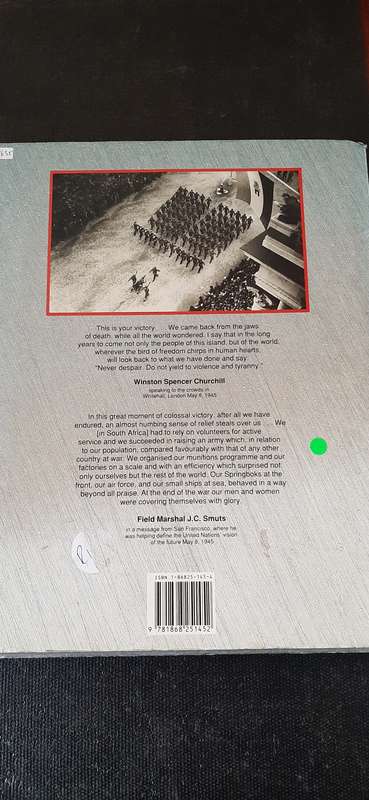 This is your victory . . . We came back from the jaws
of death, while all the world wondered. I say that in the long
years to come not only the people of this island, but of the world,
wherever the bird of freedom chirps in human hearts,
will look back to what we have done and say
"Never despair. Do not yield to violence and tyranny."
Winston Spencer Churchill
speaking to the crowds in
Whitehall, London May 8, 1945
In this great moment of colossal victory, after all we have
endured, an almost numbing sense of relief steals over us . . . We
[in South Africa] had to rely on volunteers for active
service and we succeeded in raising an army which, in relation
to our population, compared favourably with that of any other
country at war. We organised our munitions programme and our
factories on a scale and with an efficiency which surprised not
only ourselves but the rest of the world. Our Springboks at the
front, our air force, and our small ships at sea, behaved in a way
beyond all praise. At the end of the war our men and women
were covering themselves with glory.
Field Marshal J.C. Smuts
in a message from San Francisco, where he
was helping define the United Nations' vision
of the future May 8, 1945
ISBN 1-86825-145-4
9 781868 251452